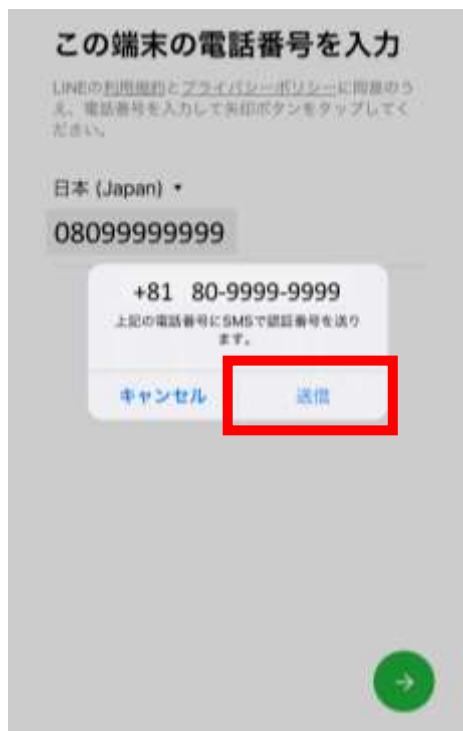 この端末の電話番号を入力
LINEの利用規約とプライバシーポリシーに同意のう
え、電話番号を入力して矢印ボタンをタップしてく
ださい。
日本 (Japan)
08099999999
+81 80-9999-9999
上記の電話番号にSMSで認証番号を送り
ます。
キャンセル 送信